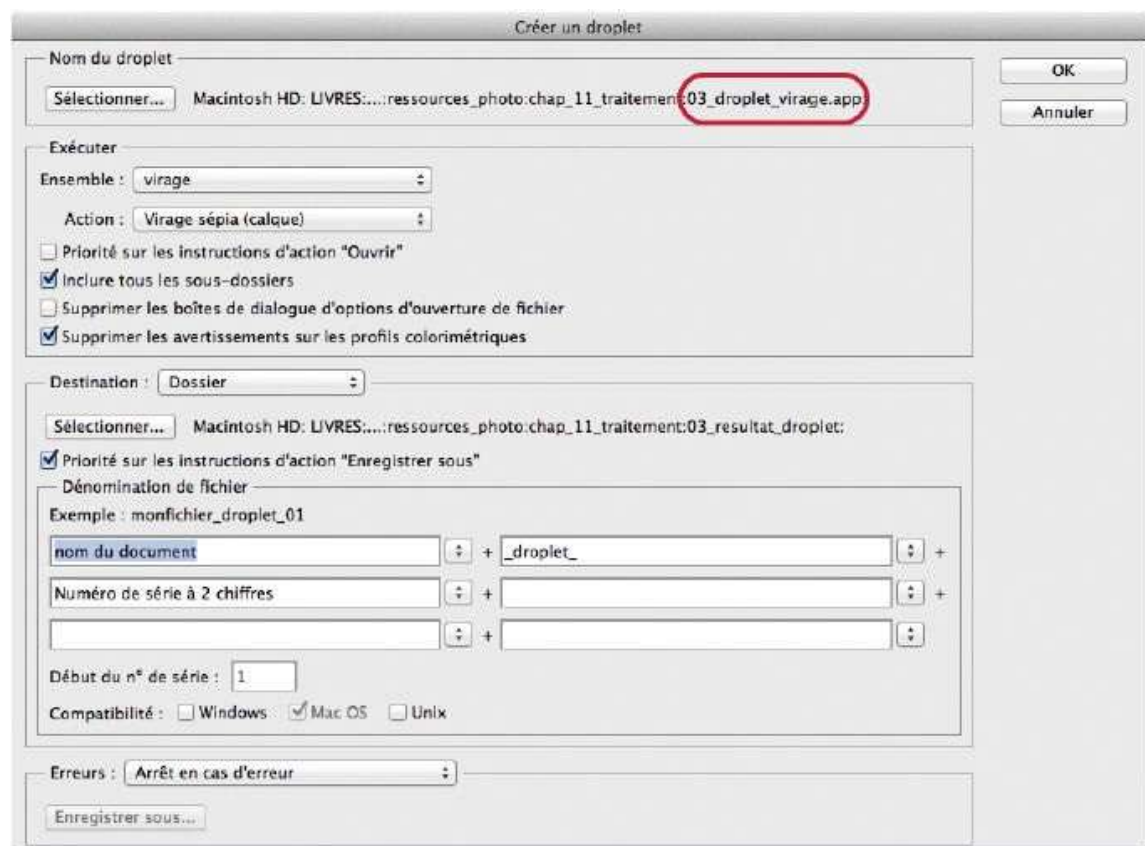 Créer un droplet
Nom du droplet
OK
Sélectionner... Macintosh HD: LIVRES:...:ressources_photo:chap_11_traitement:03_droplet_virage.app:
Annuler
Exécuter
Ensemble : virage
Action : Virage sépia (calque)
Priorité sur les instructions d'action "Ouvrir"
Inclure tous les sous-dossiers
Supprimer les boîtes de dialogue d'options d'ouverture de fichier
Supprimer les avertissements sur les profils colorimétriques
Destination : Dossier
Sélectionner... Macintosh HD: LIVRES:...:ressources_photo:chap_11_traitement:03_resultat_droplet:
Priorité sur les instructions d'action "Enregistrer sous"
Dénomination de fichier
Exemple : monfichier_droplet_01
nom du document + _droplet_ +
Numéro de série à 2 chiffres + +
+
Début du n° de série : 1
Compatibilité : Windows Mac OS Unix
Erreurs : Arrêt en cas d'erreur
Enregistrer sous...